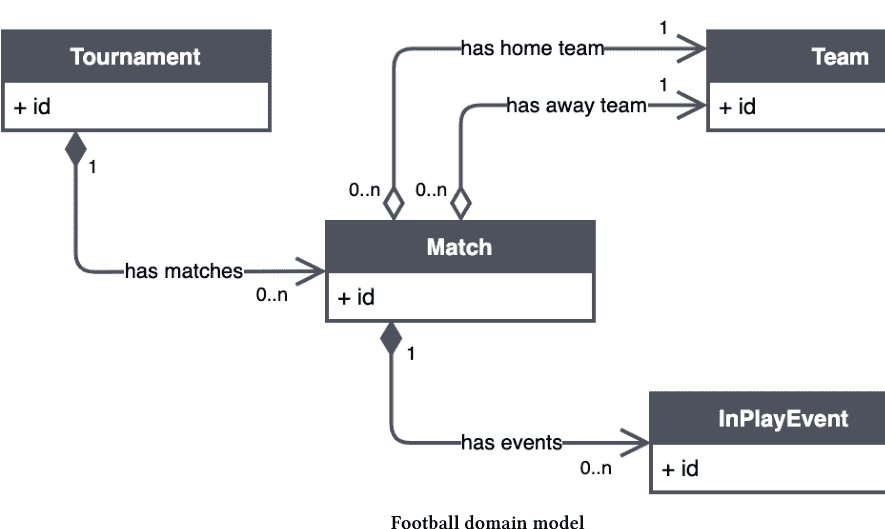 1
has home team
Tournament
Team
1
+ id
has away team
+ id
1
0..n
0..n
Match
has matches
0..n
+ id
1
InPlayEvent
has events
0..n
+ id
Football domain model